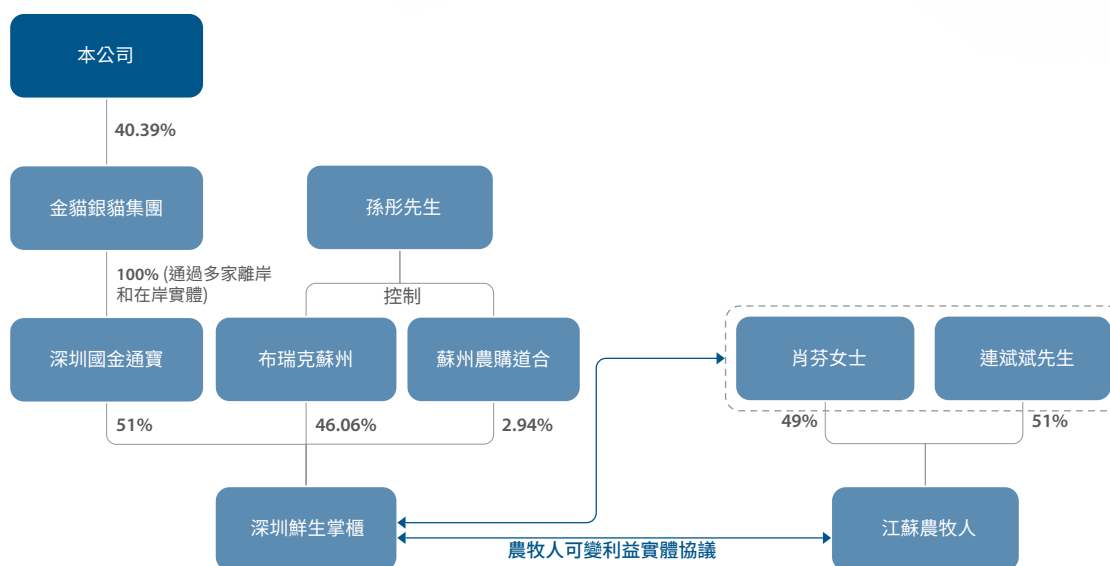 本公司
40.39%
金貓銀貓集團
孫彤先生
100% (通過多家離岸
和在岸實體)
控制
深圳國金通寶
布瑞克蘇州
蘇州農購道合
肖芬女士
連斌斌先生
51%
46.06%
2.94%
49%
51%
深圳鮮生掌櫃
江蘇農牧人
農牧人可變利益實體協議